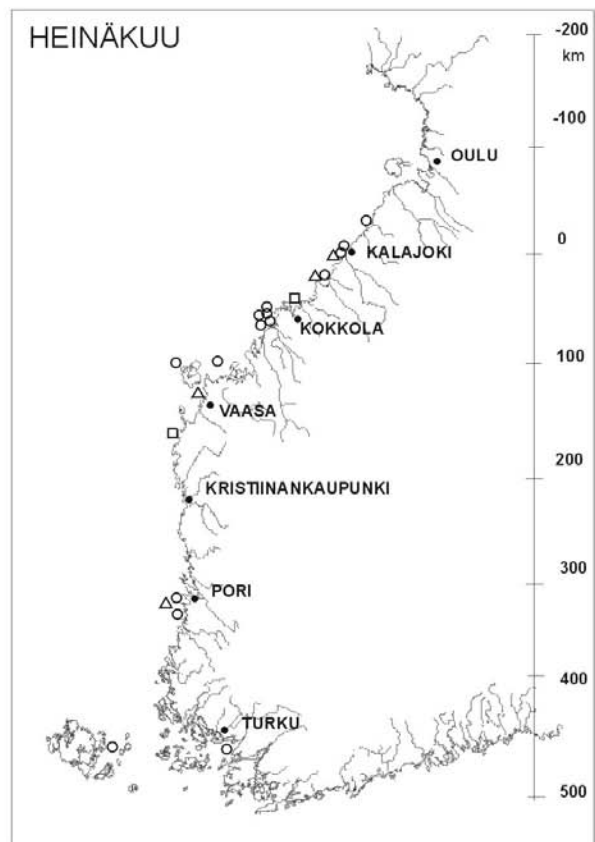 HEINÄKUU
-200
km
-100
OULU
0
KALAJOKI
KOKKOLA
100
VAASA
200
KRISTIINANKAUPUNKI
300
PORI
400
TURKU
500